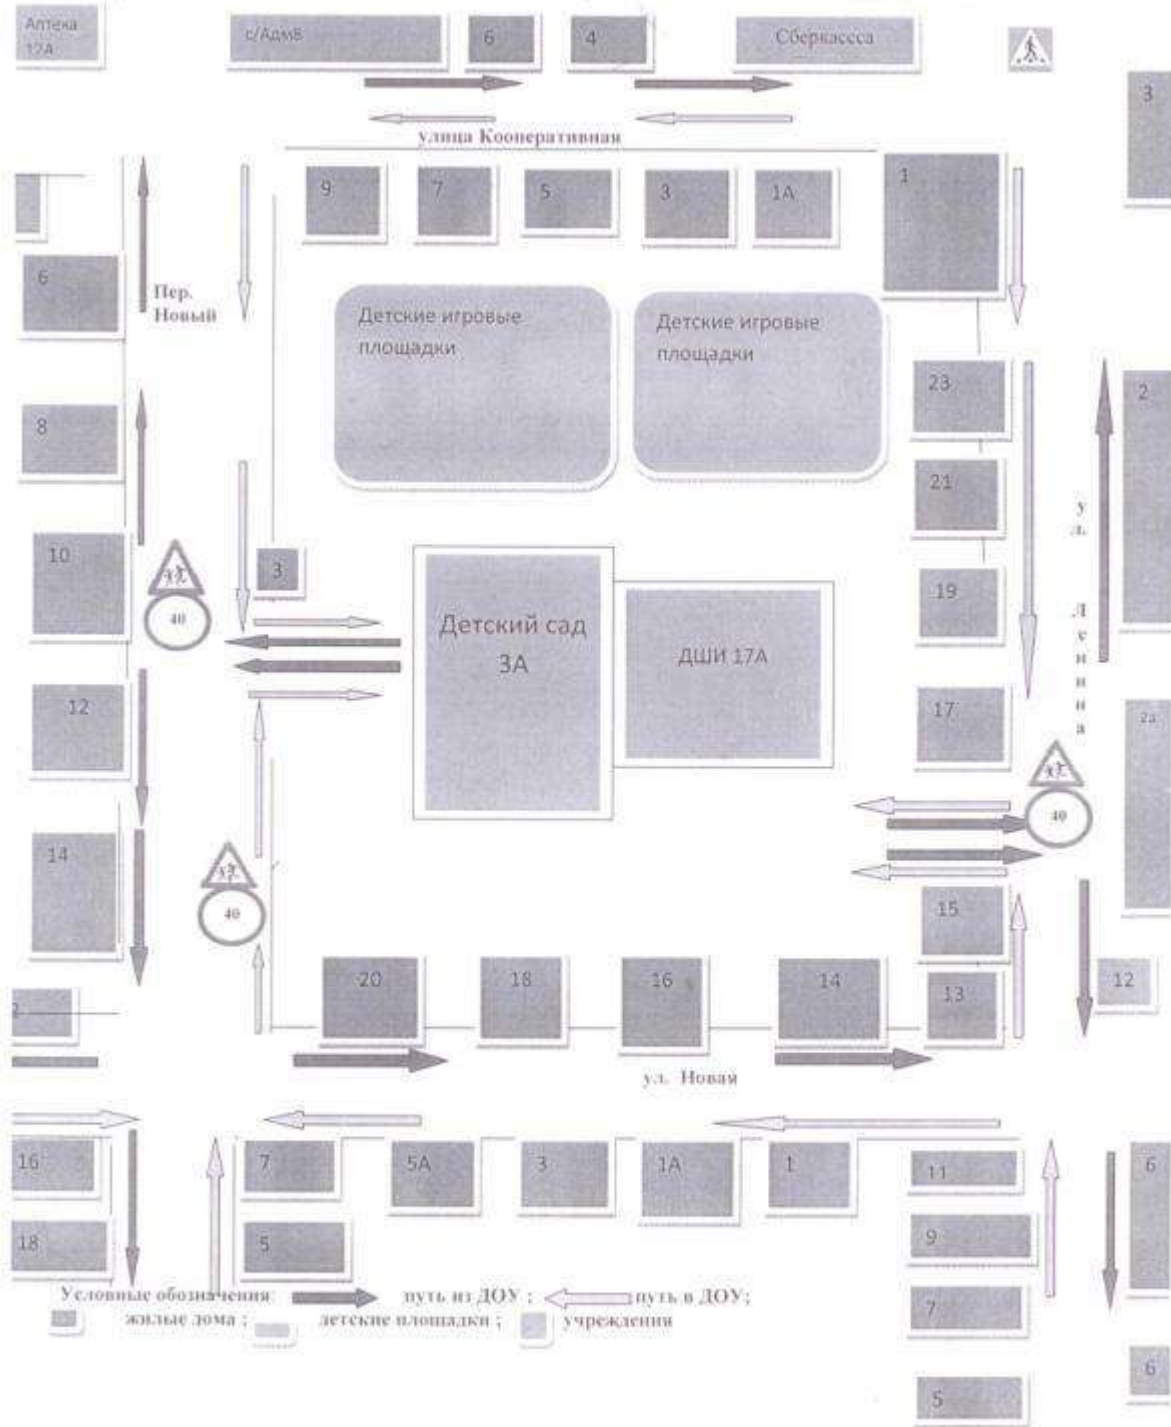 Аптека
17А
с/Адм8
6
4
Сберкассса
3
улица Кооперативная
9
7
5
3
1А
1
6
Пер.
Новый
Детские игровые
площадки
Детские игровые
площадки
23
2
8
21
у
л.
10
3
19
Л
е
н
и
н
а
40
Детский сад
3А
ДШИ 17А
12
17
2а
40
14
15
40
20
18
16
14
13
12
2
ул. Новая
16
7
5А
3
1А
1
11
6
18
5
9
Условные обозначения
путь из ДОУ ;
путь в ДОУ;
жилые дома ;
детские площадки ;
учреждения
7
6
5